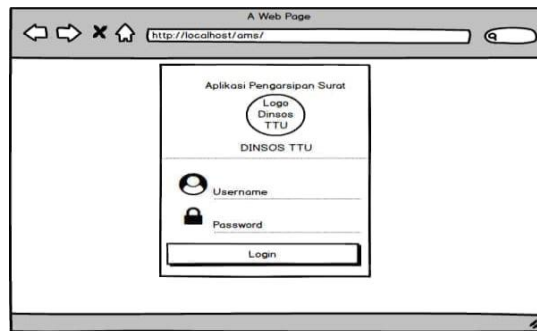 A Web Page
http://localhost/ams/
Aplikasi Pengarsipan Surat
Logo
Dinsos
TTU
DINSOS TTU
Username
Password
Login